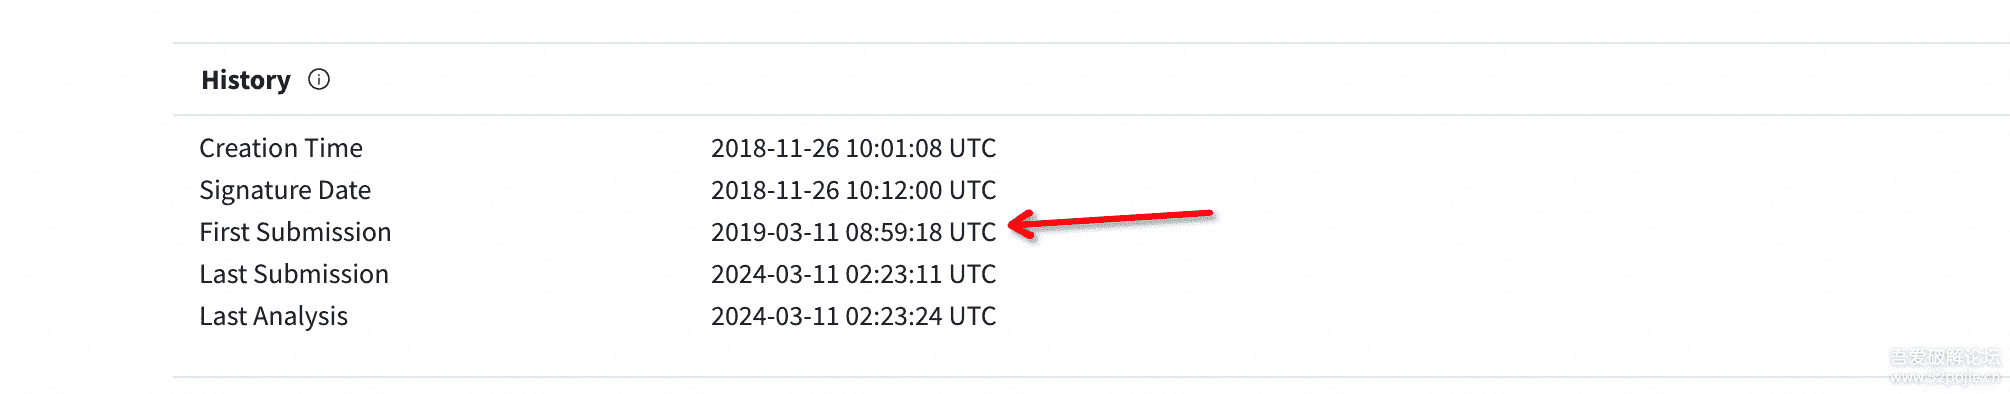 History
Creation Time 2018-11-26 10:01:08 UTC
Signature Date 2018-11-26 10:12:00 UTC
First Submission 2019-03-11 08:59:18 UTC
Last Submission 2024-03-11 02:23:11 UTC
Last Analysis 2024-03-11 02:23:24 UTC
吾爱破解论坛
www.52pojie.cn